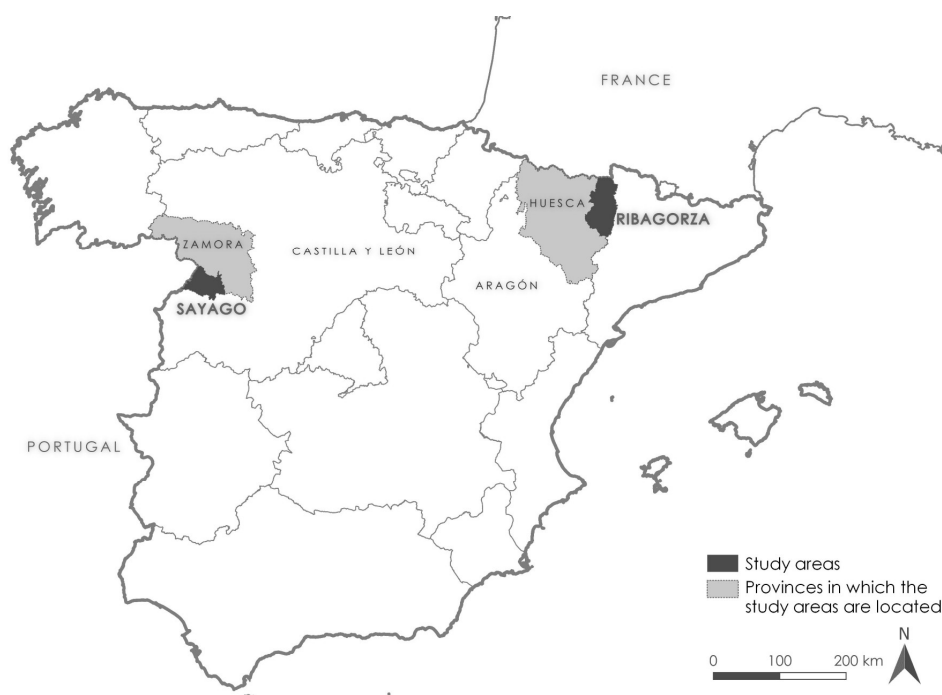 FRANCE
HUESCA
RIBAGORZA
ZAMORA
CASTILLA Y LEÓN
ARAGÓN
SAYAGO
PORTUGAL
Study areas
Provinces in which the
study areas are located
N
0 100 200 km